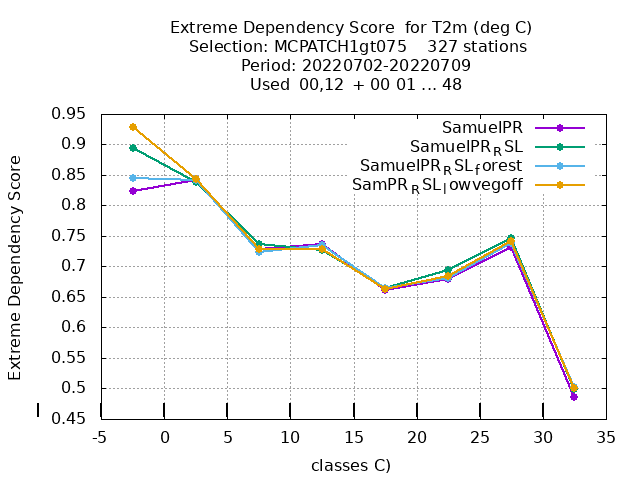 Extreme Dependency Score  for T2m (deg C)
Selection: MCPATCH1gt075    327 stations
Period: 20220702-20220709
Used  00,12  + 00 01 ... 48
SamuelPR
SamuelPR_RSL
SamuelPR_RSL_forest
SamPR_RSL_lowvegoff
Extreme Dependency Score
0.95
0.9
0.85
0.8
0.75
0.7
0.65
0.6
0.55
0.5
0.45
-5 0 5 10 15 20 25 30 35
classes C)